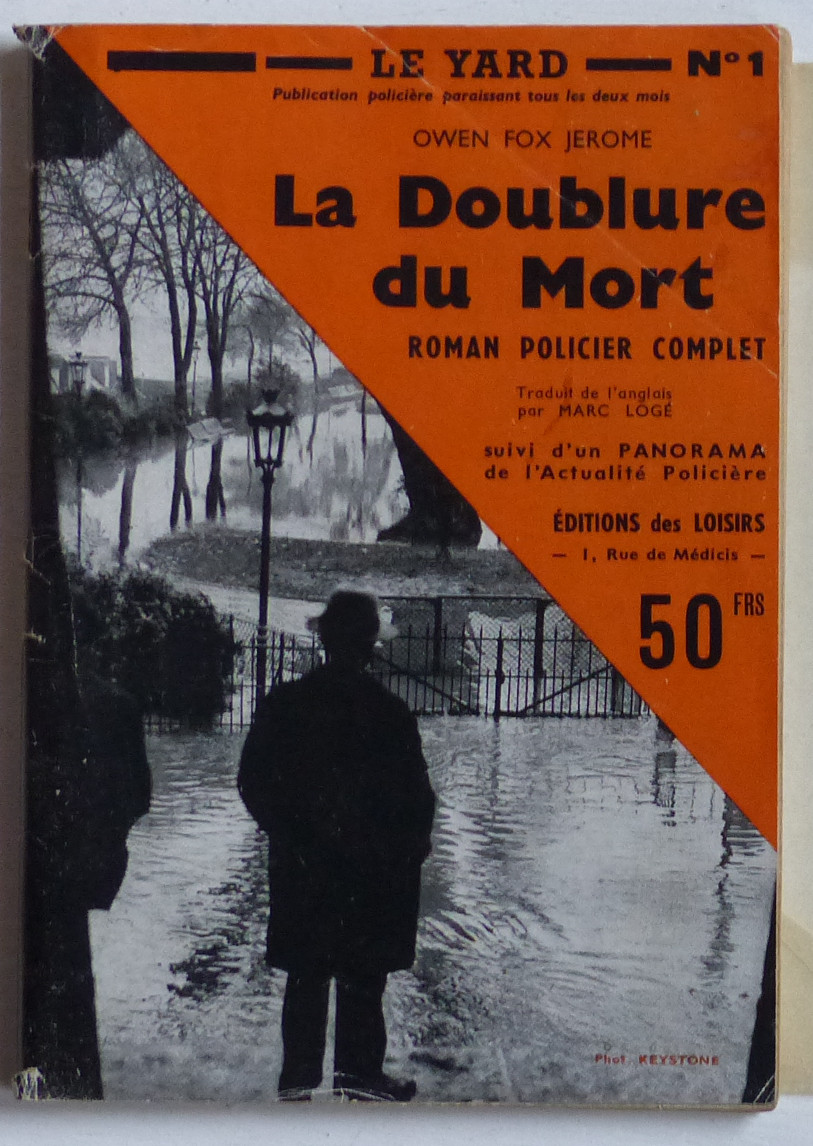 LE YARD N° 1
Publication policière paraissant tous les deux mois
OWEN FOX JEROME
La Doublure
du Mort
ROMAN POLICIER COMPLET
Traduit de l'anglais
par MARC LOGÉ
suivi d'un PANORAMA
de l'Actualité Policière
ÉDITIONS des LOISIRS
— 1, Rue de Médicis —
50 FRS
Phot. KEYSTONE